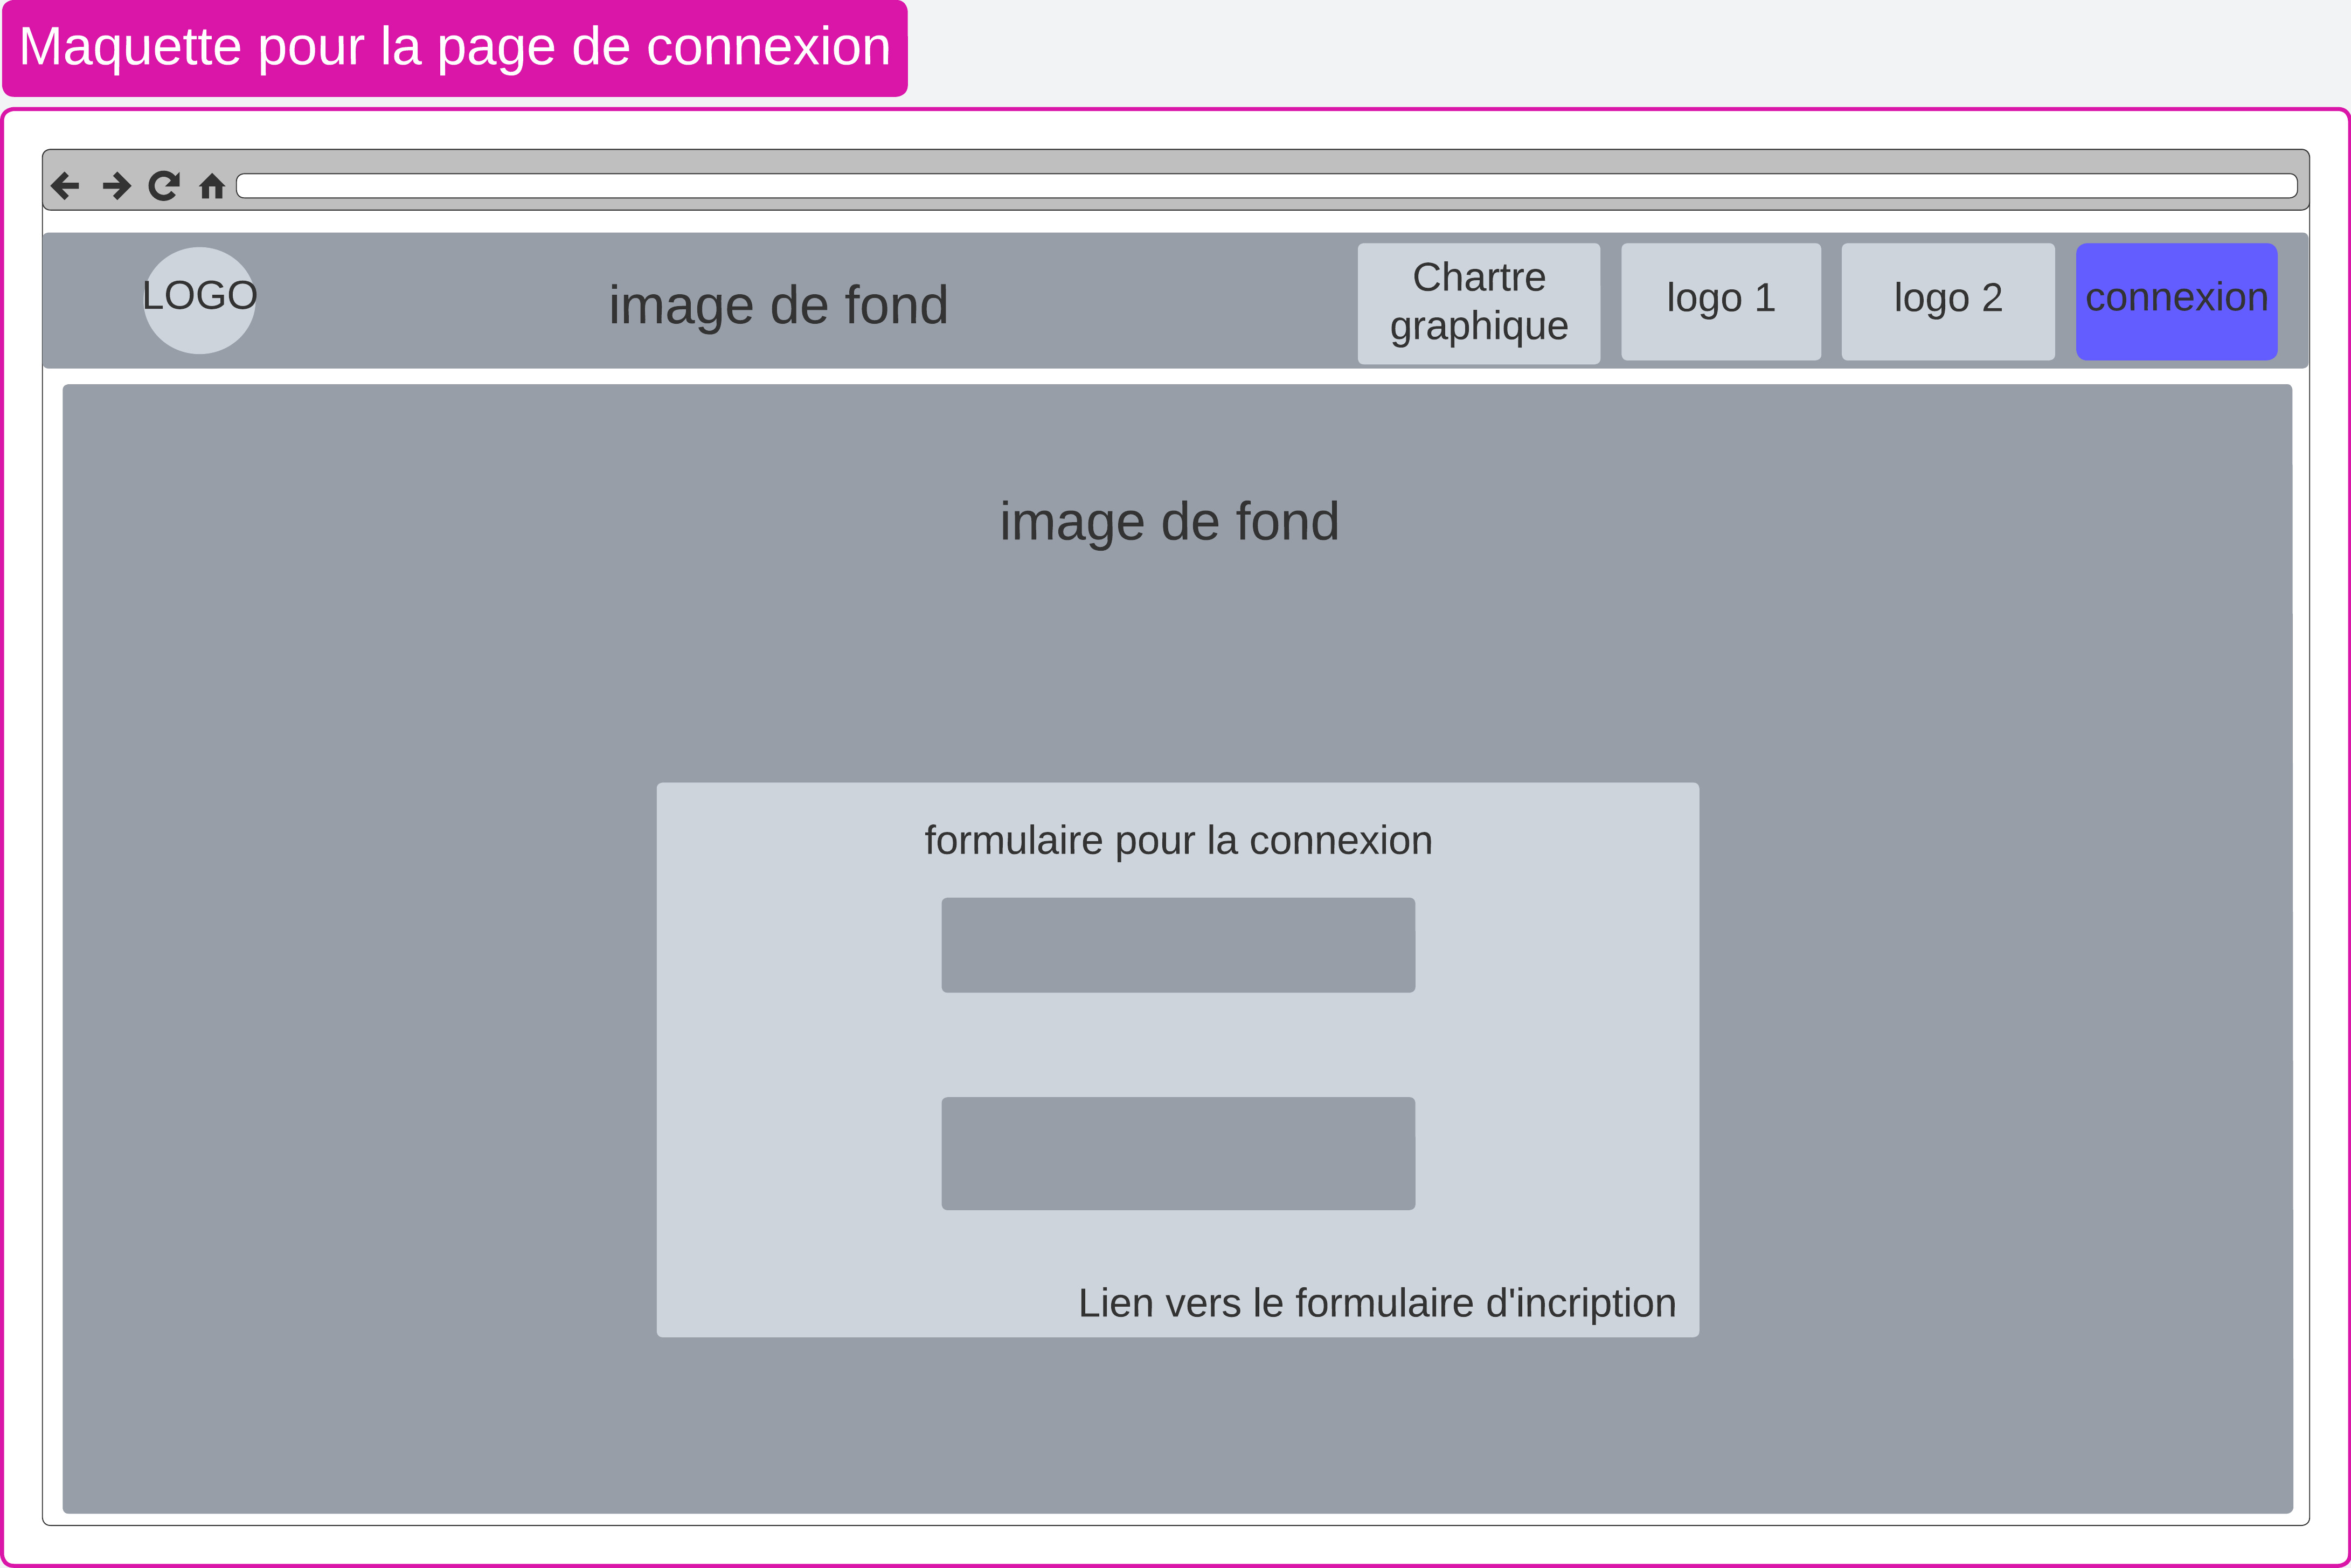 Maquette pour la page de connexion
LOGO
image de fond
Chartre
graphique
logo 1
logo 2
connexion
image de fond
formulaire pour la connexion
Lien vers le formulaire d'incription